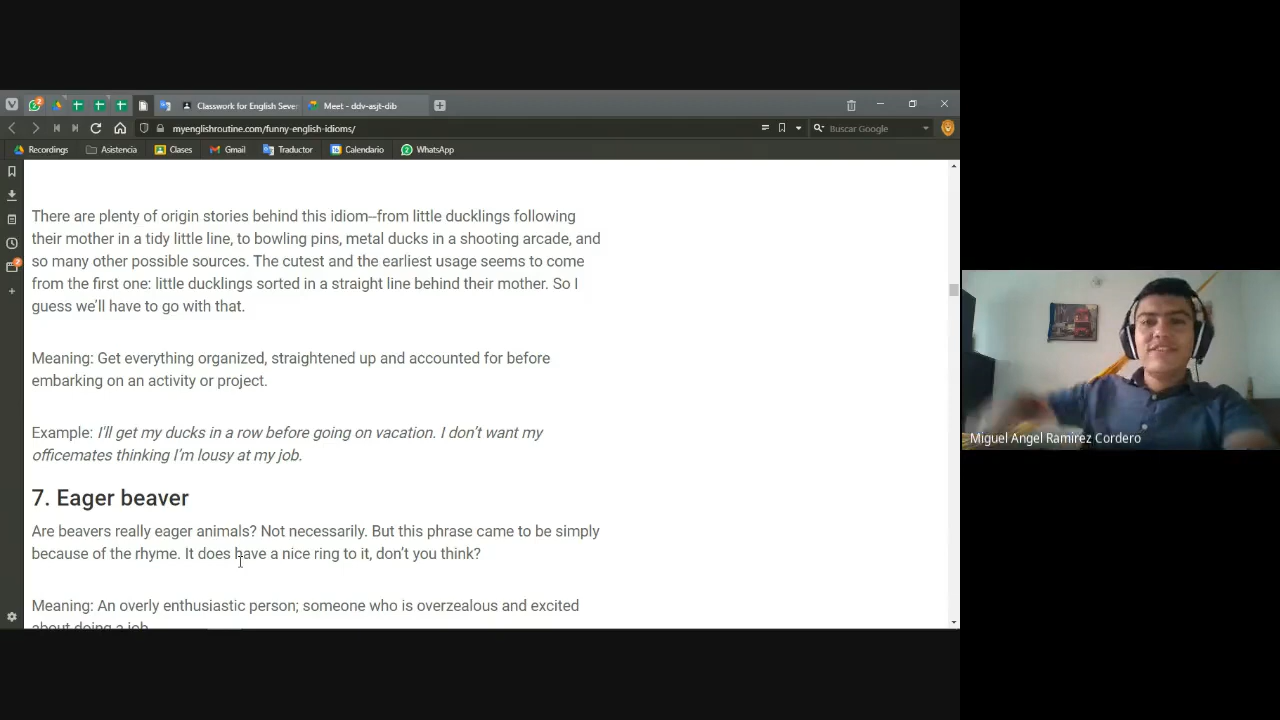 Classwork for English Seve
Meet - ddv-asjt-dib
myenglishroutine.com/funny-english-idioms/
Buscar Google
Recordings
Asistencia
Clases
Gmail
Traductor
Calendario
WhatsApp
There are plenty of origin stories behind this idiom–from little ducklings following
their mother in a tidy little line, to bowling pins, metal ducks in a shooting arcade, and
so many other possible sources. The cutest and the earliest usage seems to come
from the first one: little ducklings sorted in a straight line behind their mother. So I
guess we'll have to go with that.
Meaning: Get everything organized, straightened up and accounted for before
embarking on an activity or project.
Example: I'll get my ducks in a row before going on vacation. I don't want my
officemates thinking I'm lousy at my job.
7. Eager beaver
Are beavers really eager animals? Not necessarily. But this phrase came to be simply
because of the rhyme. It does have a nice ring to it, don't you think?
Meaning: An overly enthusiastic person; someone who is overzealous and excited
about doing a job.
Miguel Angel Ramirez Cordero